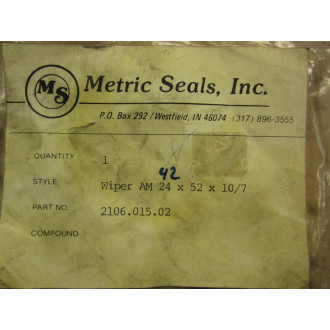 MS
Metric Seals, Inc.
P.O. Box 292 / Westfield, IN 46074 (317) 896-3555
QUANTITY 1
42
STYLE Wiper AM 24 x 52 x 10/7
PART NO. 2106.015.02
COMPOUND